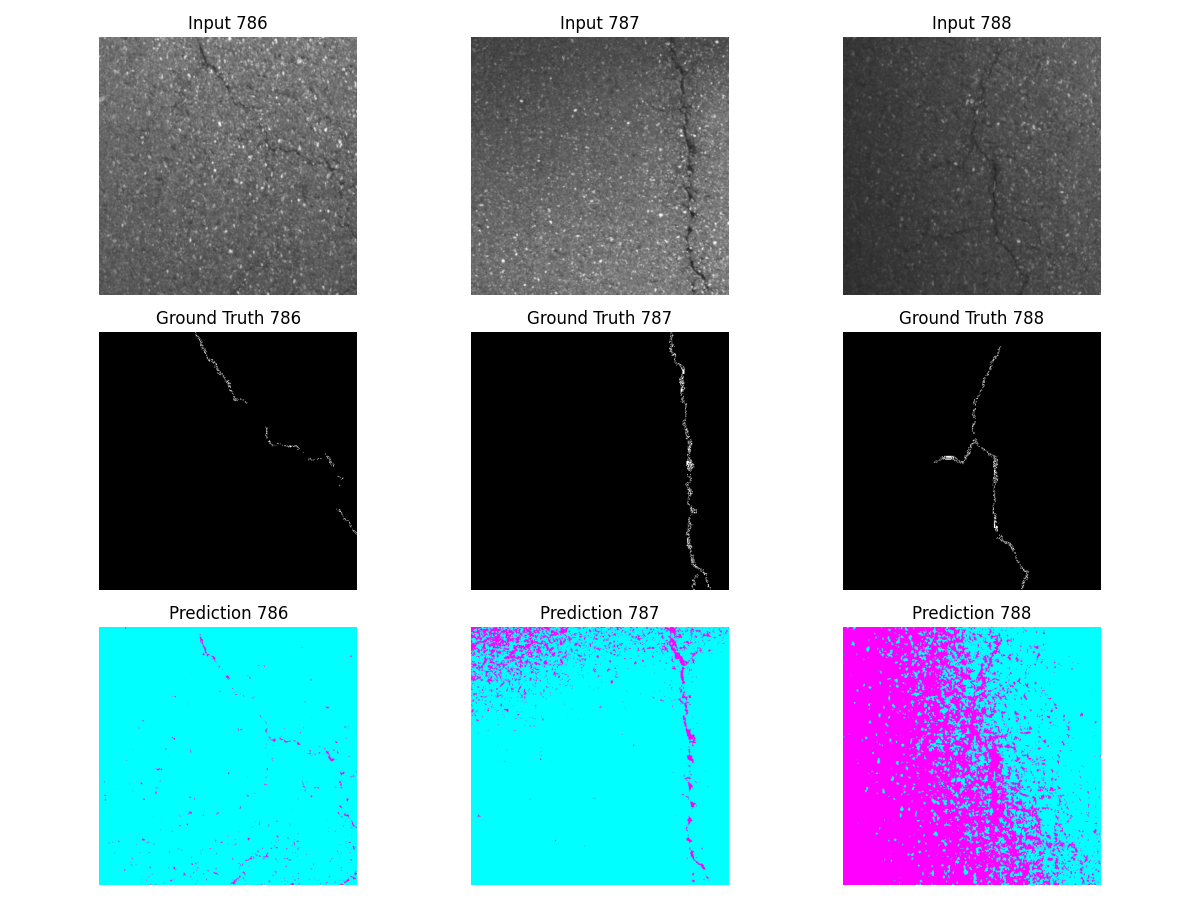 Input 786
Input 787
Input 788
Ground Truth 786
Ground Truth 787
Ground Truth 788
Prediction 786
Prediction 787
Prediction 788